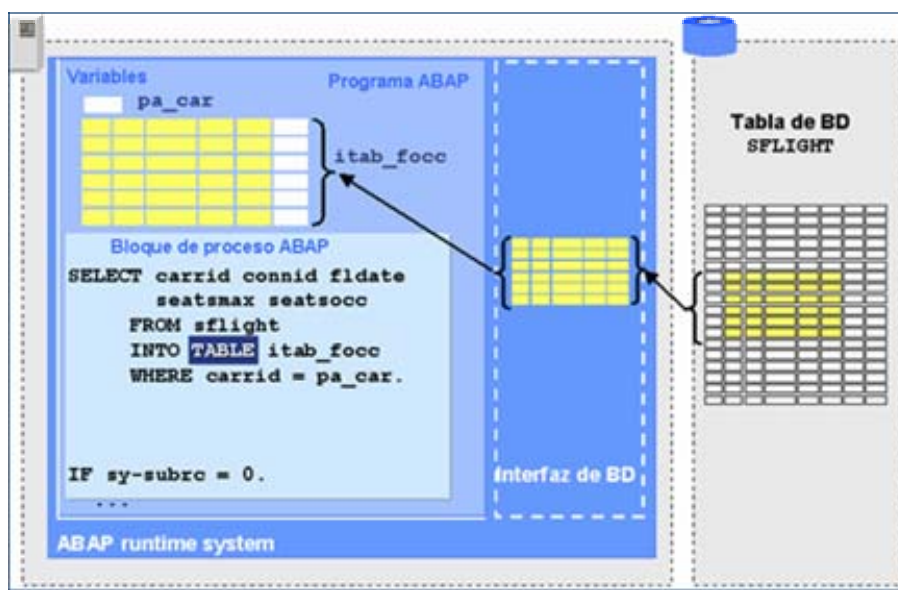 Variables
Programa ABAP
pa_car
itab_focc
Bloque de proceso ABAP
SELECT carrid connid fldate
seatsmax seatsocc
FROM sflight
INTO TABLE itab_focc
WHERE carrid = pa_car.
IF sy-subrc = 0.
...
Interfaz de BD
ABAP runtime system
Tabla de BD
SFLIGHT